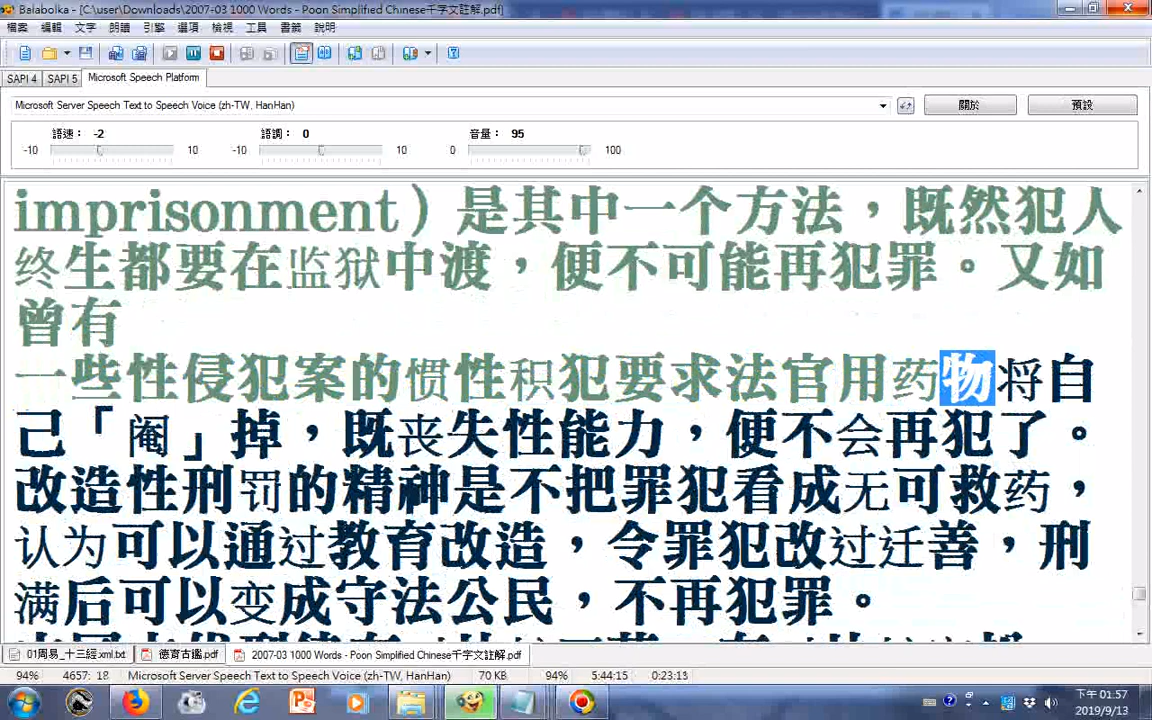 Balabolka - [C:\user\Downloads\2007-03 1000 Words - Poon Simplified Chinese千字文註解.pdf]
檔案 編輯 文字 朗讀 引擎 選項 檢視 工具 書籤 說明
SAPI 4 SAPI 5 Microsoft Speech Platform
Microsoft Server Speech Text to Speech Voice (zh-TW, HanHan)
關於 預設
語速： -2 語調： 0 音量： 95
-10 10 -10 10 0 100
imprisonment）是其中一个方法，既然犯人
终生都要在监狱中渡，便不可能再犯罪。又如
曾有
一些性侵犯案的惯性积犯要求法官用药物将自
己「阉」掉，既丧失性能力，便不会再犯了。
改造性刑罚的精神是不把罪犯看成无可救药，
认为可以通过教育改造，令罪犯改过迁善，刑
满后可以变成守法公民，不再犯罪。
01周易_十三經.xml.txt 德育古鑑.pdf 2007-03 1000 Words - Poon Simplified Chinese千字文註解.pdf
94% 4657: 18 Microsoft Server Speech Text to Speech Voice (zh-TW, HanHan) 70 KB 94% 5:44:15 0:23:13
下午 01:57
2019/9/13